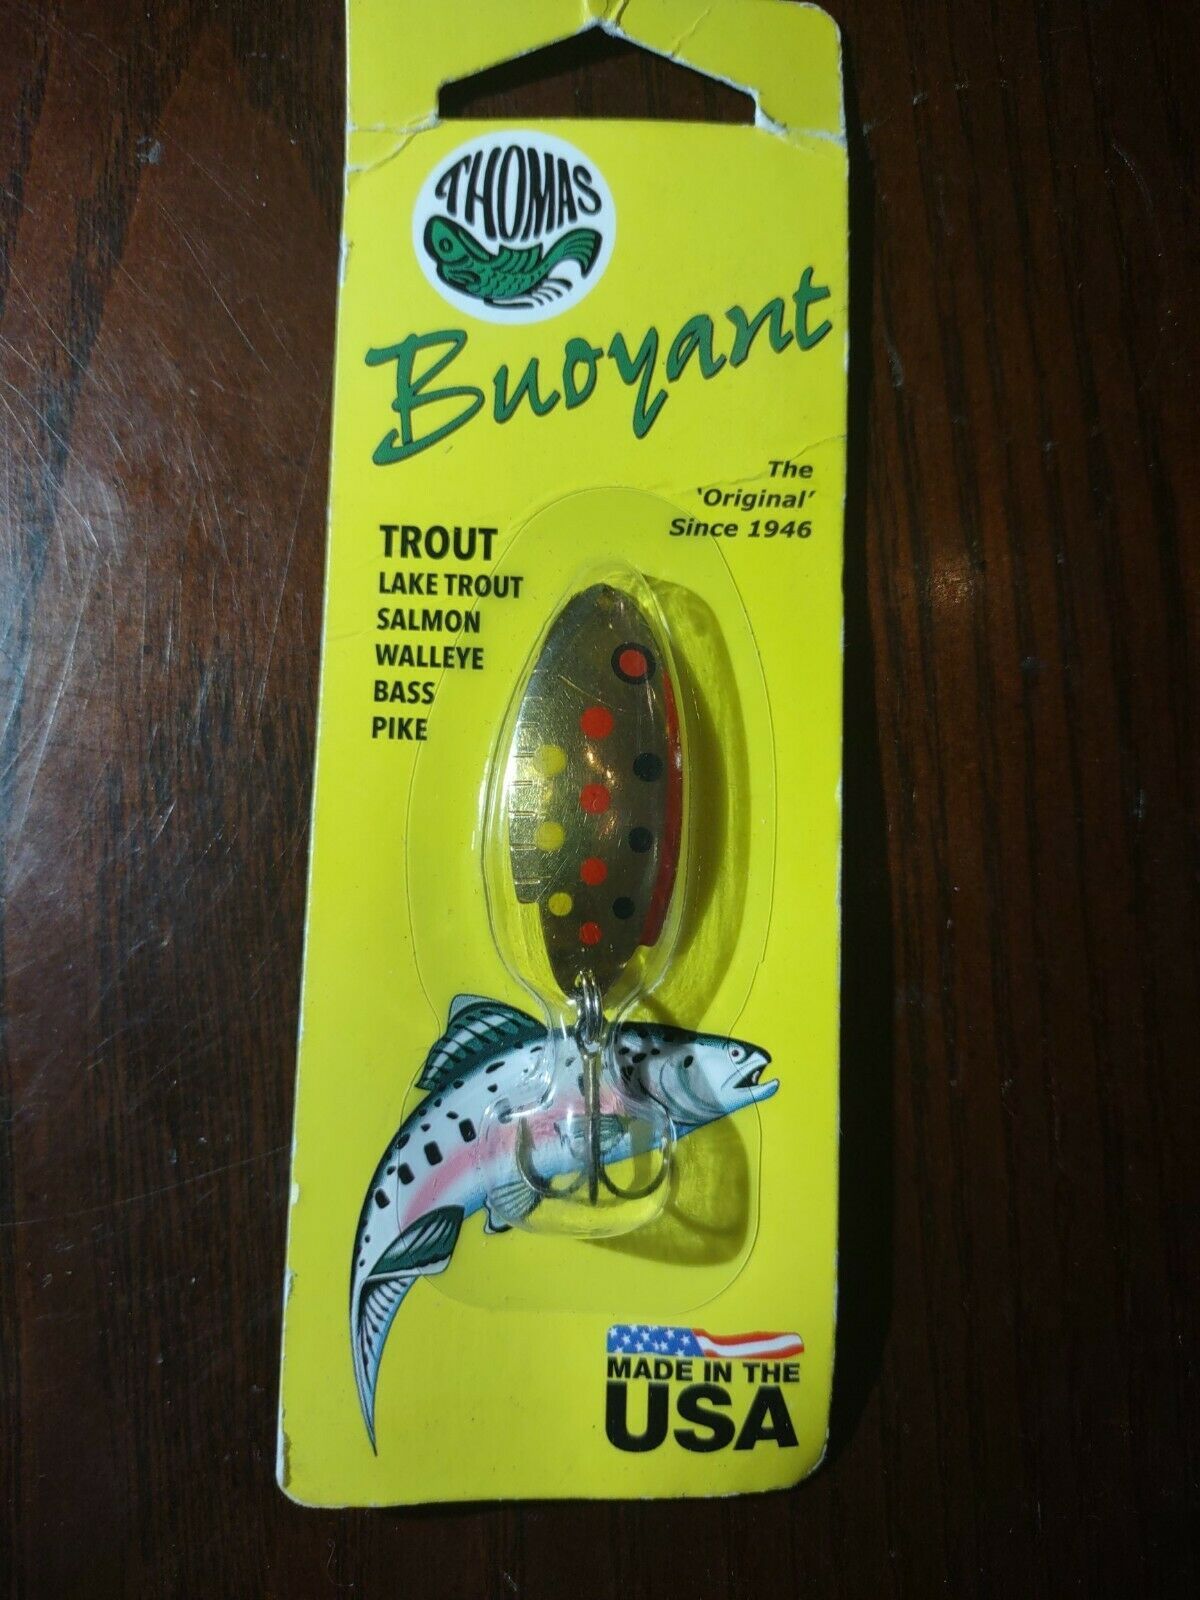 THOMAS
Buoyant
The
'Original'
Since 1946
TROUT
LAKE TROUT
SALMON
WALLEYE
BASS
PIKE
MADE IN THE
USA